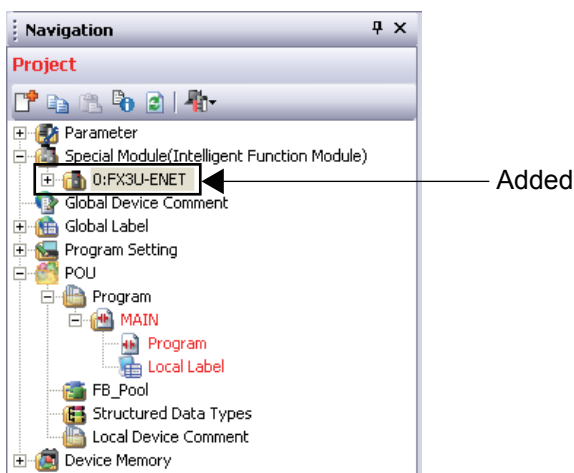 Navigation
Project
Parameter
Special Module(Intelligent Function Module)
0:FX3U-ENET
Added
Global Device Comment
Global Label
Program Setting
POU
Program
MAIN
Program
Local Label
FB_Pool
Structured Data Types
Local Device Comment
Device Memory